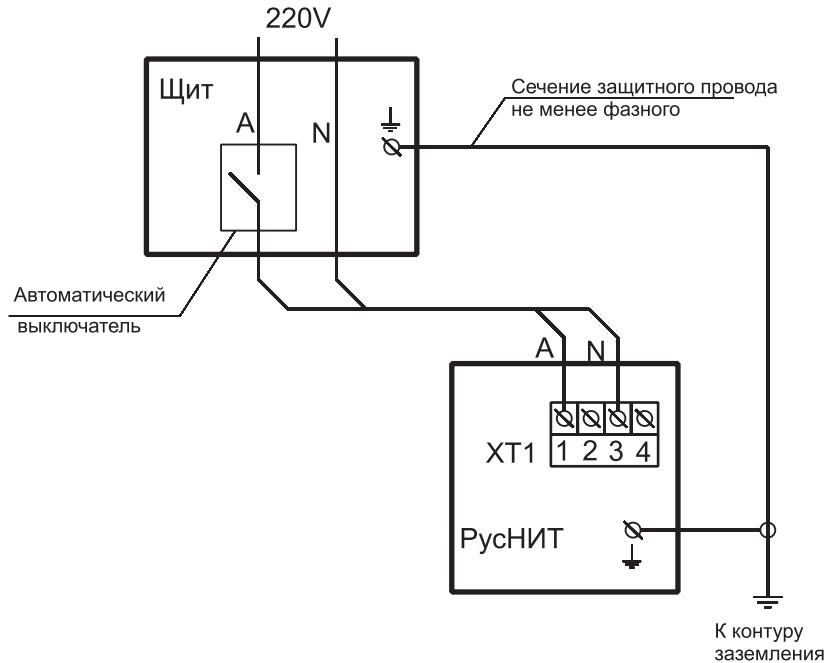 220V
Щит
A
N
Сечение защитного провода
не менее фазного
Автоматический
выключатель
A
N
XT1
1 2 3 4
РусНИТ
К контуру
заземления